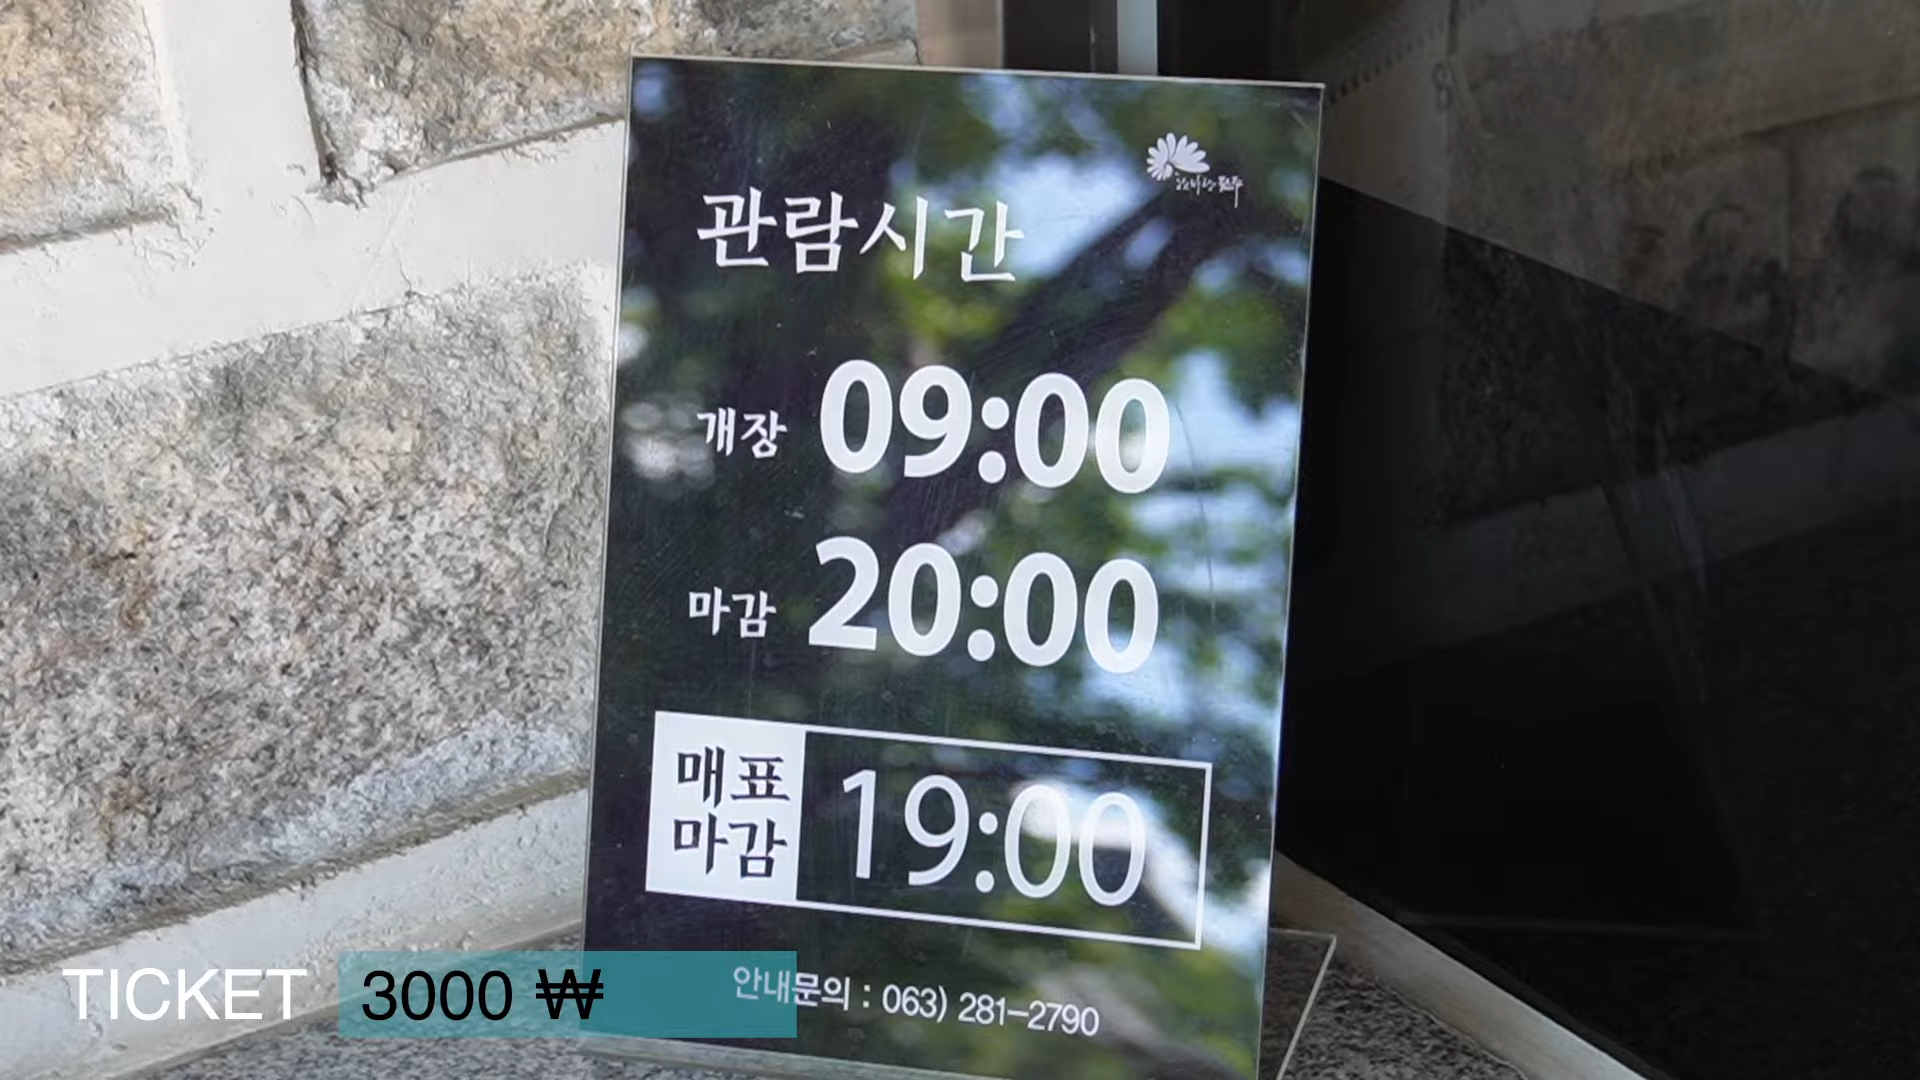 관람시간
개장 09:00
마감 20:00
매표
마감 19:00
안내문의 : 063) 281-2790
TICKET 3000 ₩